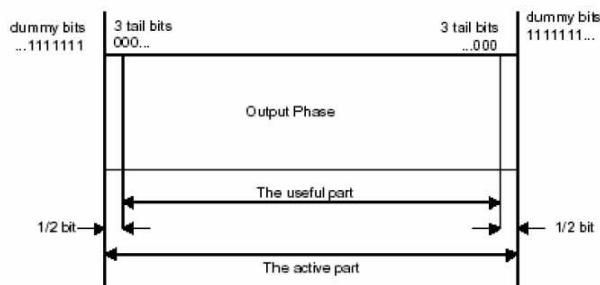 dummy bits
...1111111
3 tail bits
000...
3 tail bits
...000
dummy bits
1111111...
Output Phase
The useful part
1/2 bit
1/2 bit
The active part